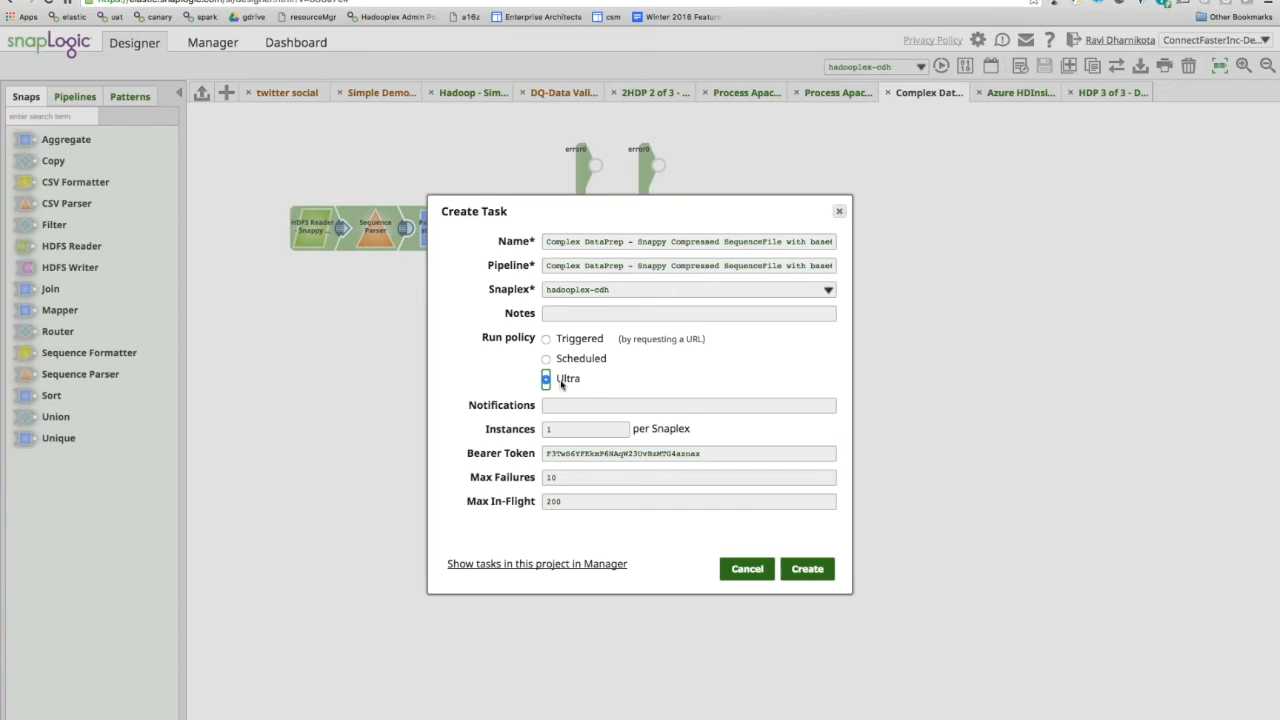 Apps elastic uat canary spark gdrive resourceMgr Hadooplex Admin Po a16z Enterprise Architects csm Winter 2016 Featur Other Bookmarks
snapLogic Designer Manager Dashboard Privacy Policy Ravi Dharnikota ConnectFasterInc-De...
hadooplex-cdh
Snaps Pipelines Patterns
twitter social Simple Demo... Hadoop - Sim... DQ-Data Vali... 2HDP 2 of 3 - ... Process Apac... Process Apac... Complex Dat... Azure HDInsi... HDP 3 of 3 - D...
enter search term
Aggregate
Copy
CSV Formatter
CSV Parser
Filter
HDFS Reader
HDFS Writer
Join
Mapper
Router
Sequence Formatter
Sequence Parser
Sort
Union
Unique
error0 error0
HDFS Reader
- Snappy ...
Sequence
Parser
Create Task
Name* Complex DataPrep - Snappy Compressed SequenceFile with base
Pipeline* Complex DataPrep - Snappy Compressed SequenceFile with base
Snaplex* hadooplex-cdh
Notes
Run policy Triggered (by requesting a URL)
Scheduled
Ultra
Notifications
Instances 1 per Snaplex
Bearer Token
Max Failures 10
Max In-Flight 200
Show tasks in this project in Manager
Cancel Create